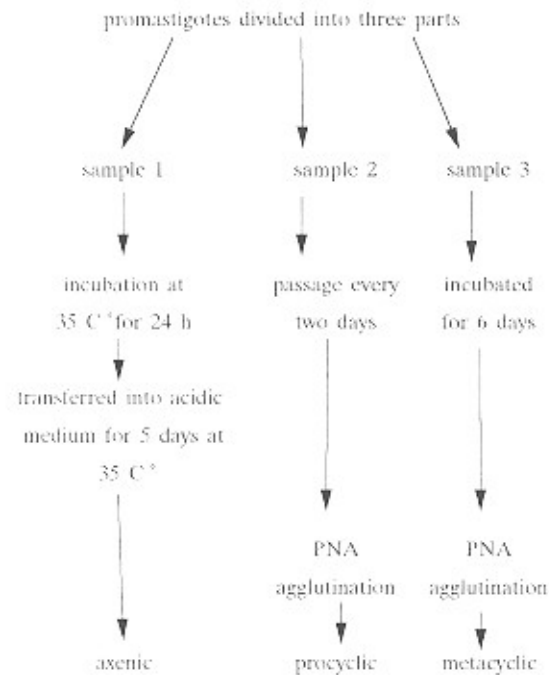 promastigotes divided into three parts
sample 1
sample 2
sample 3
incubation at
35 C°for 24 h
passage every
two days
incubated
for 6 days
transferred into acidic
medium for 5 days at
35 C°
PNA
agglutination
PNA
agglutination
axenic
procyclic
metacyclic